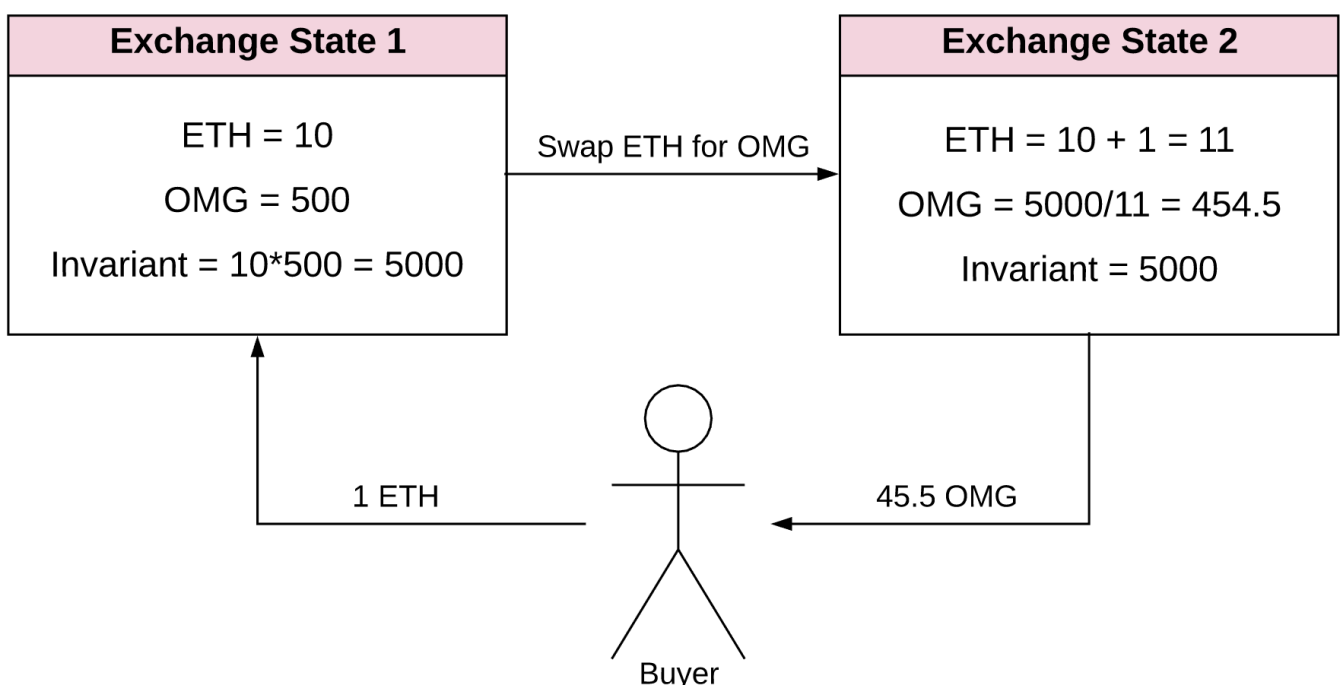 Exchange State 1
ETH = 10
OMG = 500
Invariant = 10*500 = 5000
Swap ETH for OMG
Exchange State 2
ETH = 10 + 1 = 11
OMG = 5000/11 = 454.5
Invariant = 5000
1 ETH
45.5 OMG
Buyer